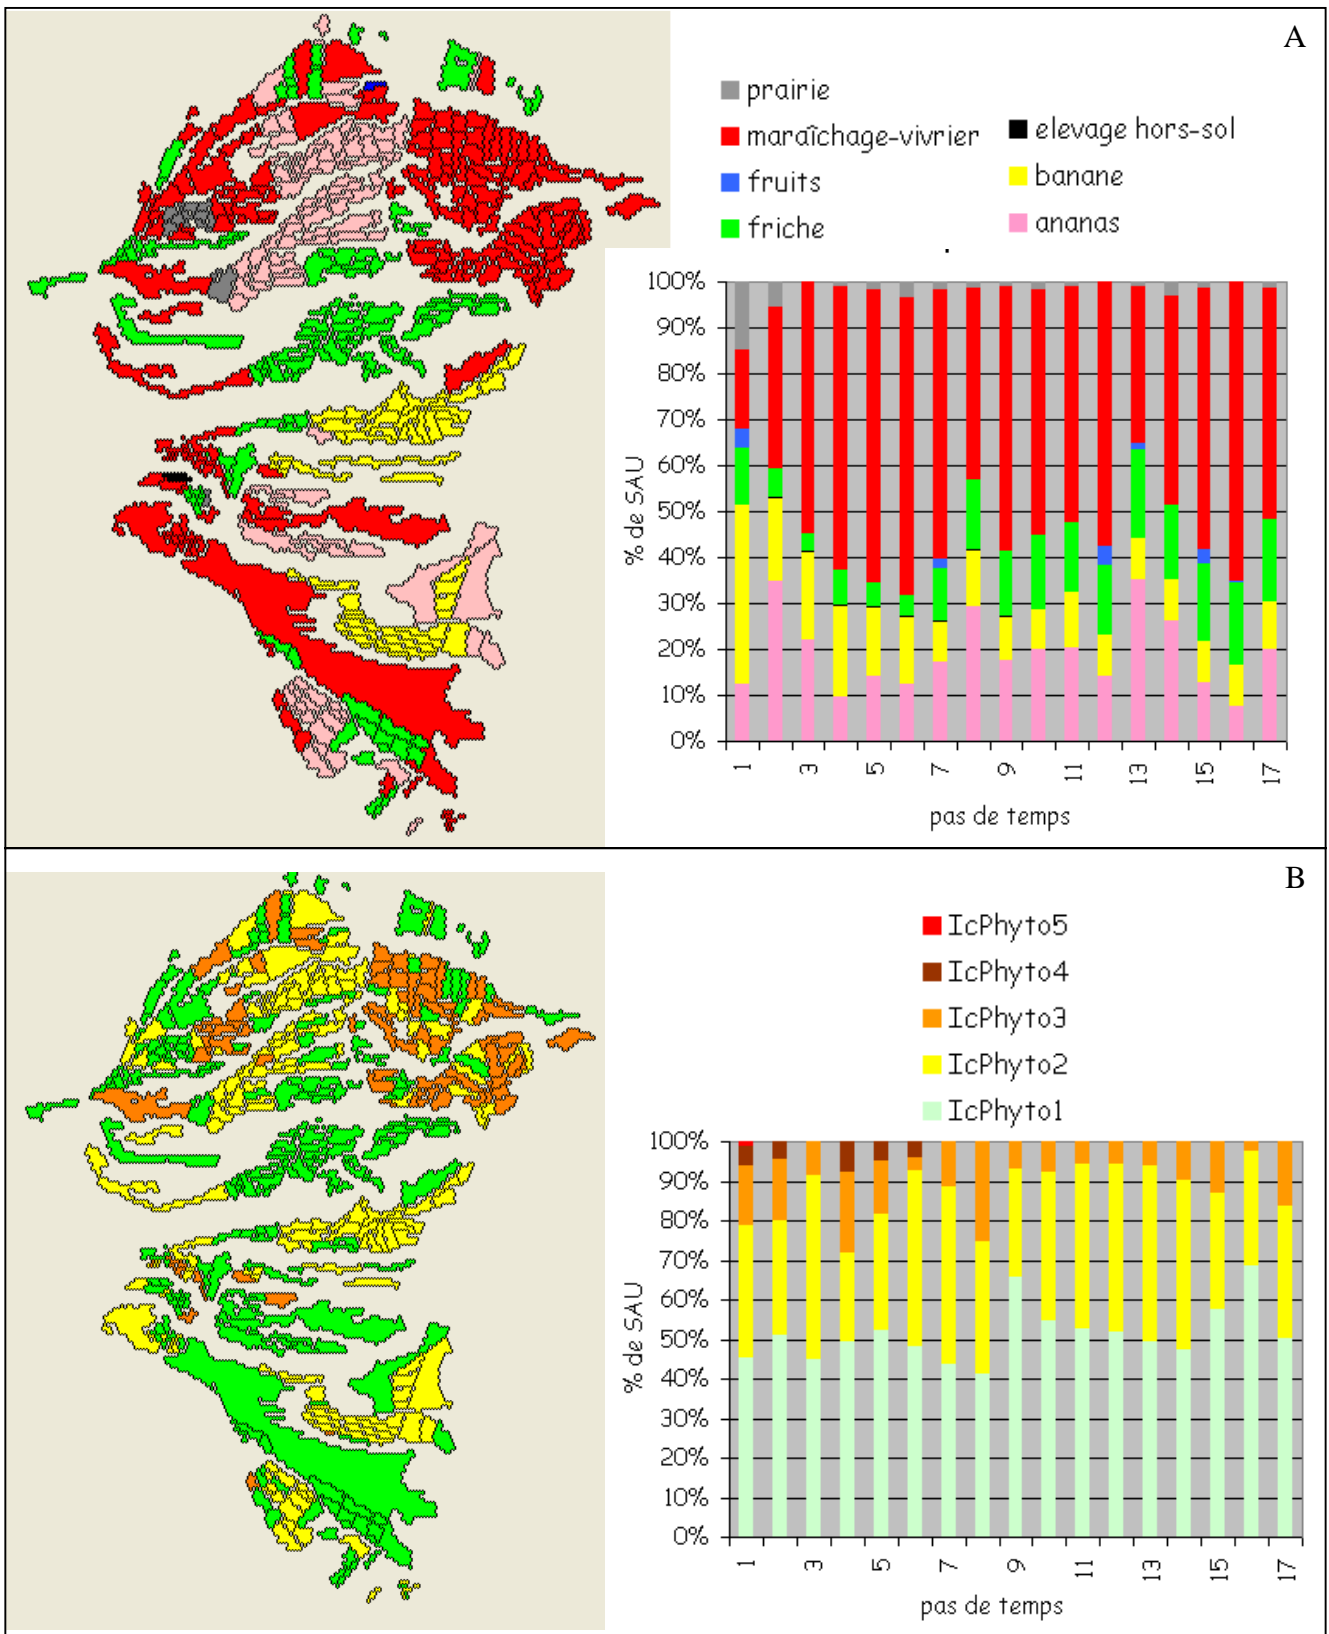 A
prairie
maraîchage-vivrier
fruits
friche
elevage hors-sol
banane
ananas
100%
90%
80%
70%
60%
50%
40%
30%
20%
10%
0%
% de SAU
1
3
5
7
9
11
13
15
17
pas de temps
B
IcPhyto5
IcPhyto4
IcPhyto3
IcPhyto2
IcPhyto1
100%
90%
80%
70%
60%
50%
40%
30%
20%
10%
0%
% de SAU
1
3
5
7
9
11
13
15
17
pas de temps